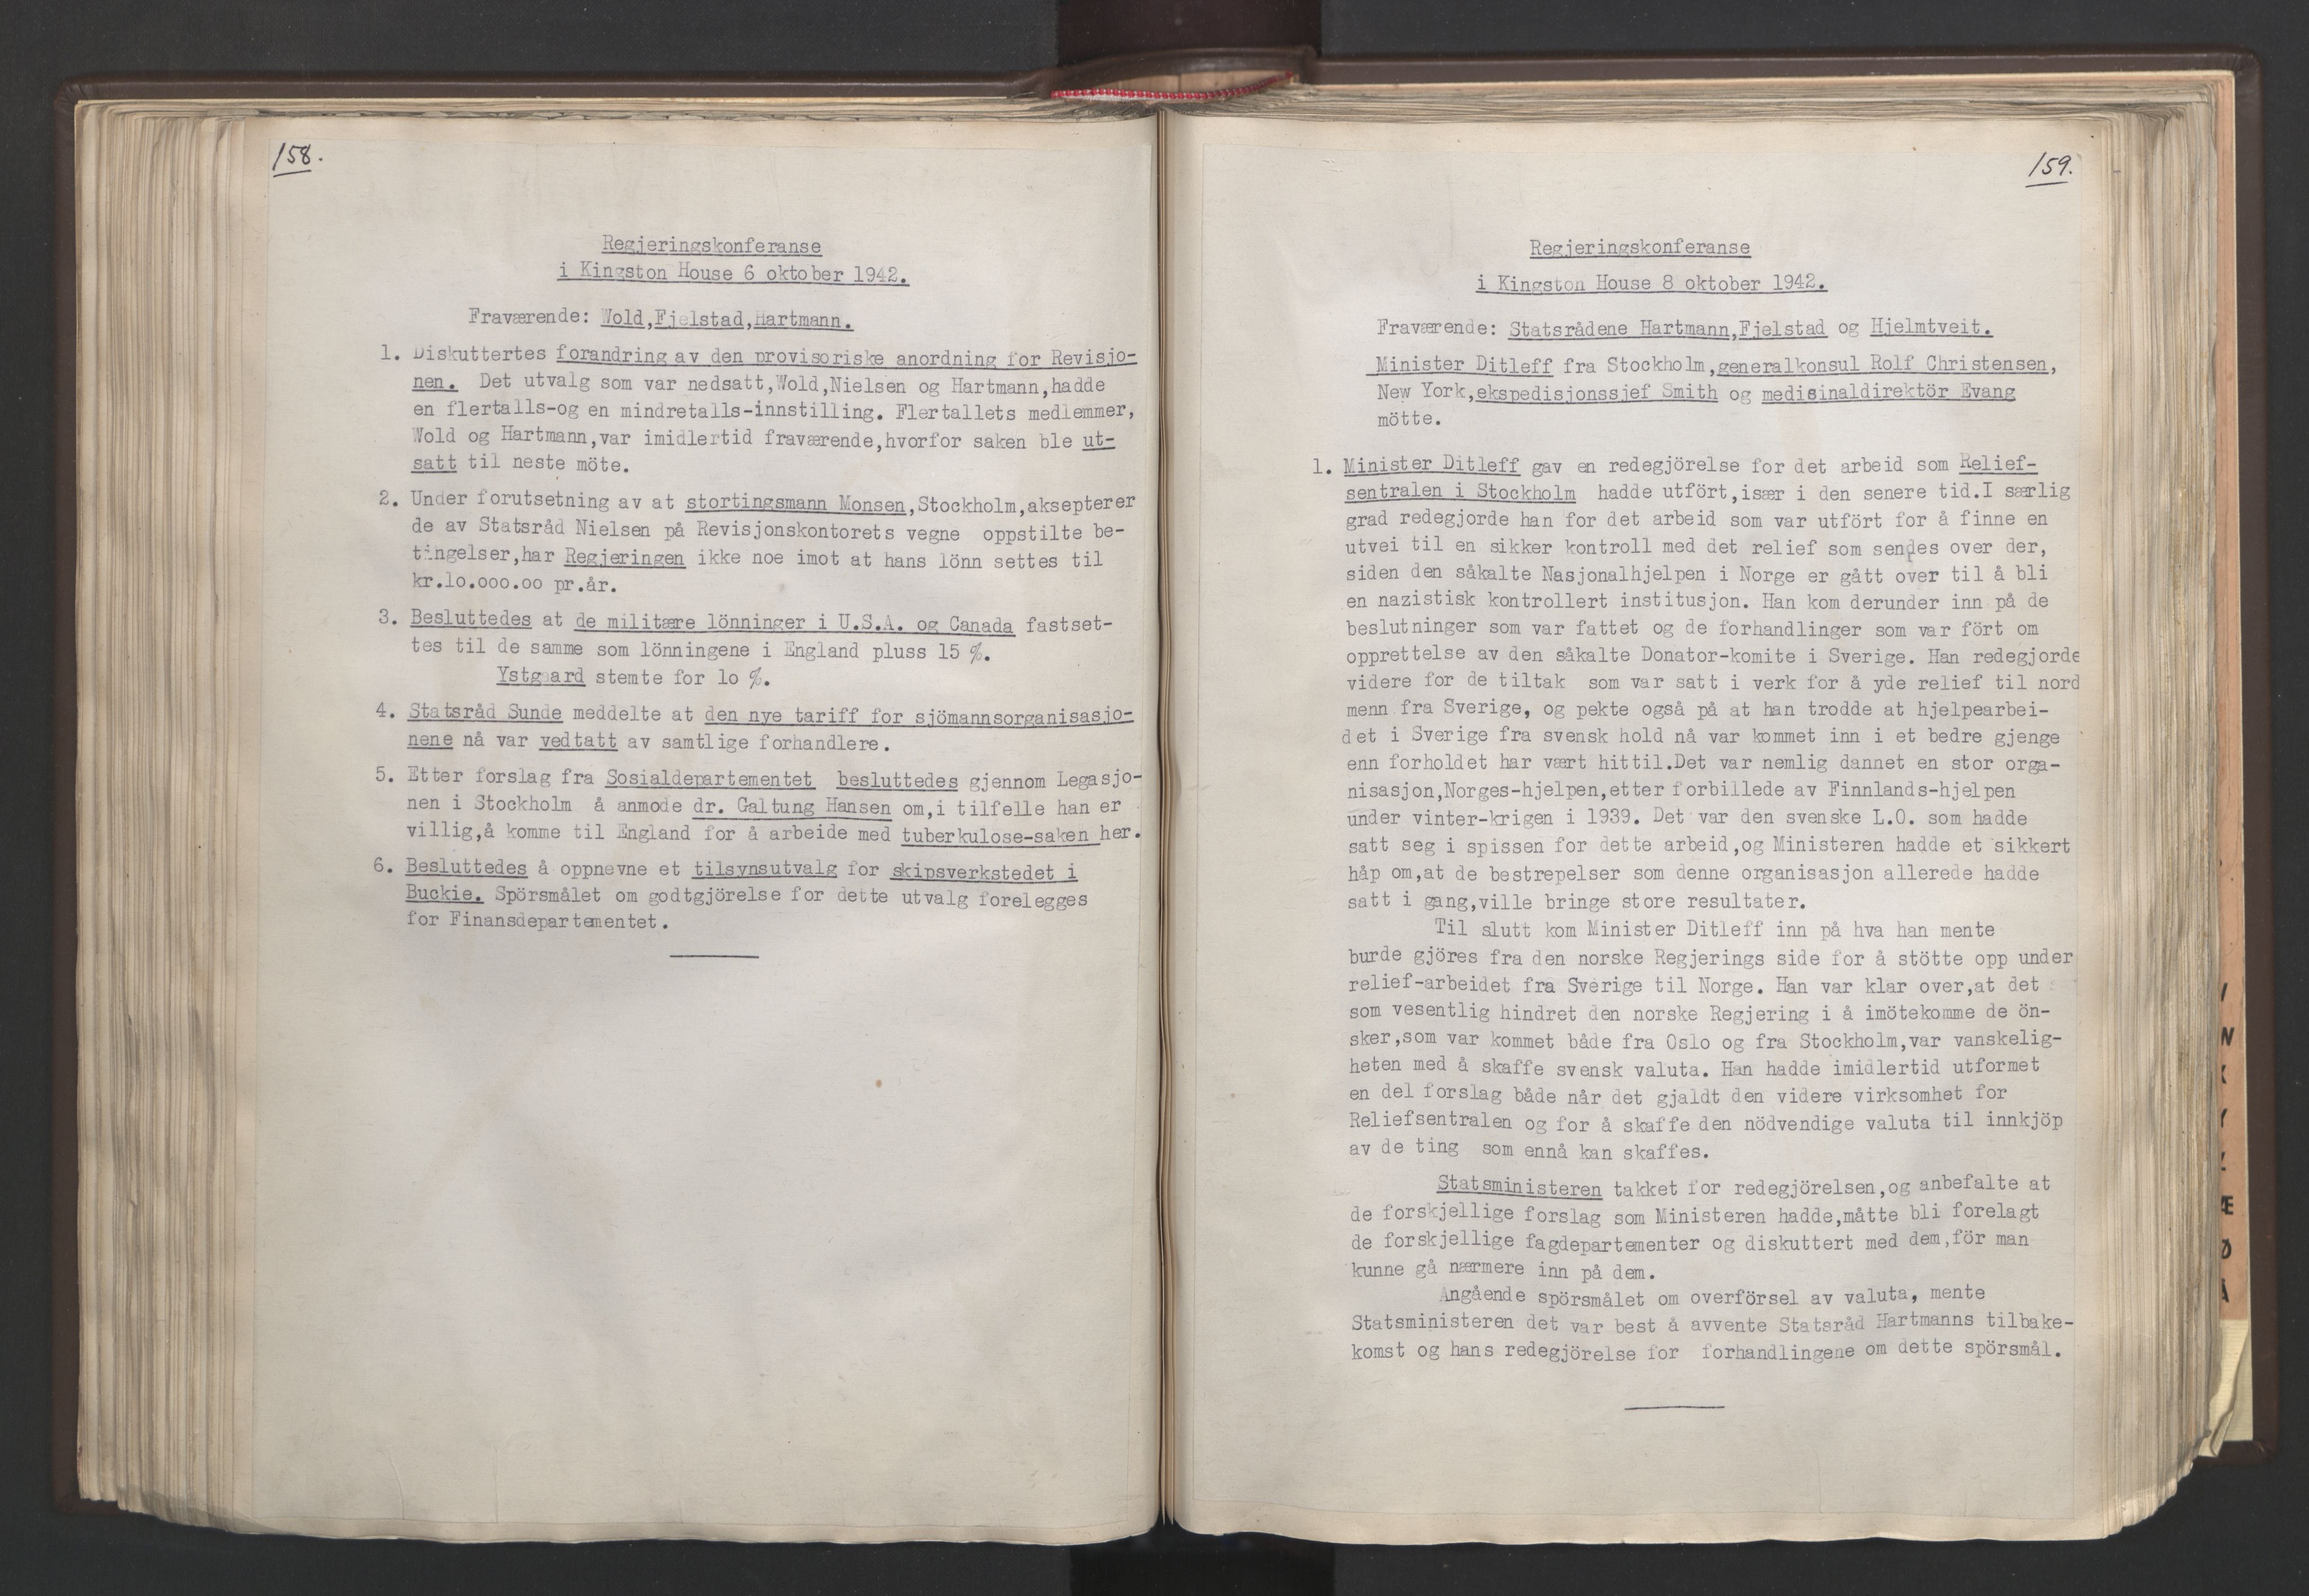 158.
Regjeringskonferanse
i Kingston House 6 oktober 1942.
Fraværende: Wold,Fjelstad,Hartmann.
1. Diskuttertes forandring av den provisoriske anordning for Revisjo-
nen. Det utvalg som var nedsatt,Wold,Nielsen og Hartmann,hadde
en flertalls-og en mindretalls-innstilling. Flertallets medlemmer,
Wold og Hartmann,var imidlertid fraværende,hvorfor saken ble ut-
satt til neste möte.
2. Under forutsetning av at stortingsmann Monsen,Stockholm,aksepterer
de av Statsråd Nielsen på Revisjonskontorets vegne oppstilte be-
tingelser,har Regjeringen ikke noe imot at hans lönn settes til
kr.lo.ooo.oo pr.år.
3. Besluttedes at de militære lönninger i U.S.A. og Canada fastset-
tes til de samme som lönningene i England pluss 15 %.
Ystgaard stemte for lo %.
4. Statsråd Sunde meddelte at den nye tariff for sjömannsorganisasjo-
nene nå var vedtatt av samtlige forhandlere.
5. Etter forslag fra Sosialdepartementet besluttedes gjennom Legasjo-
nen i Stockholm å anmode dr. Galtung Hansen om,i tilfelle han er
villig,å komme til England for å arbeide med tuberkulose-saken her.
6. Besluttedes å oppnevne et tilsynsutvalg for skipsverkstedet i
Buckie. Spörsmålet om godtgjörelse for dette utvalg forelegges
for Finansdepartementet.
159.
Regjeringskonferanse
i Kingston House 8 oktober 1942.
Fraværende: Statsrådene Hartmann,Fjelstad og Hjelmtveit.
Minister Ditleff fra Stockholm,generalkonsul Rolf Christensen,
New York,ekspedisjonssjef Smith og medisinaldirektör Evang
mötte.
1. Minister Ditleff gav en redegjörelse for det arbeid som Relief-
sentralen i Stockholm hadde utfört,især i den senere tid.I særlig
grad redegjorde han for det arbeid som var utfört for å finne en
utvei til en sikker kontroll med det relief som sendes over der,
siden den såkalte Nasjonalhjelpen i Norge er gått over til å bli
en nazistisk kontrollert institusjon. Han kom derunder inn på de
beslutninger som var fattet og de forhandlinger som var fört om
opprettelse av den såkalte Donator-komite i Sverige. Han redegjorde
videre for de tiltak som var satt i verk for å yde relief til nord
menn fra Sverige, og pekte også på at han trodde at hjelpearbei-
det i Sverige fra svensk hold nå var kommet inn i et bedre gjenge
enn forholdet har vært hittil.Det var nemlig dannet en stor orga-
nisasjon,Norges-hjelpen,etter forbillede av Finnlands-hjelpen
under vinter-krigen i 1939. Det var den svenske L.O. som hadde
satt seg i spissen for dette arbeid,og Ministeren hadde et sikkert
håp om,at de bestrepelser som denne organisasjon allerede hadde
satt i gang,ville bringe store resultater.
Til slutt kom Minister Ditleff inn på hva han mente
burde gjöres fra den norske Regjerings side for å stötte opp under
relief-arbeidet fra Sverige til Norge. Han var klar over,at det
som vesentlig hindret den norske Regjering i å imötekomme de ön-
sker,som var kommet både fra Oslo og fra Stockholm,var vanskelig-
heten med å skaffe svensk valuta. Han hadde imidlertid utformet
en del forslag både når det gjaldt den videre virksomhet for
Reliefsentralen og for å skaffe den nödvendige valuta til innkjöp
av de ting som ennå kan skaffes.
Statsministeren takket for redegjörelsen,og anbefalte at
de forskjellige forslag som Ministeren hadde,måtte bli forelagt
de forskjellige fagdepartementer og diskuttert med dem,för man
kunne gå nærmere inn på dem.
Angående spörsmålet om overförsel av valuta, mente
Statsministeren det var best å avvente Statsråd Hartmanns tilbake-
komst og hans redegjörelse for forhandlingene om dette spörsmål.
Ø